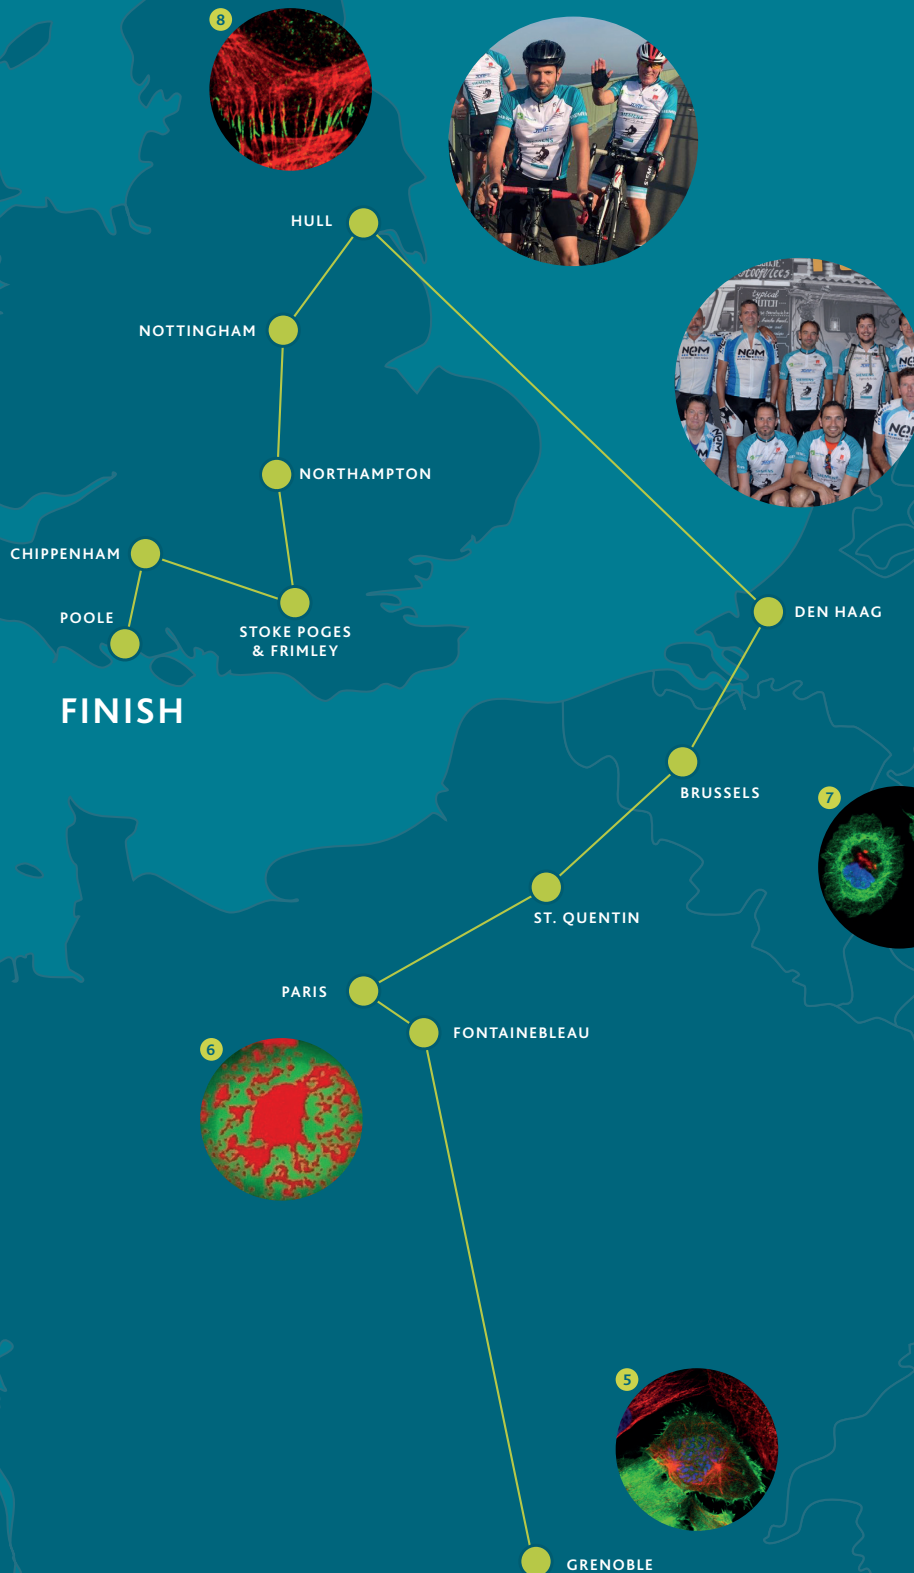 8
HULL
NOTTINGHAM
typical
NORTHAMPTON
CHIPPENHAM
POOLE
STOKE POGES
& FRIMLEY
DEN HAAG
FINISH
BRUSSELS
7
ST. QUENTIN
PARIS
FONTAINEBLEAU
6
5
GRENOBLE